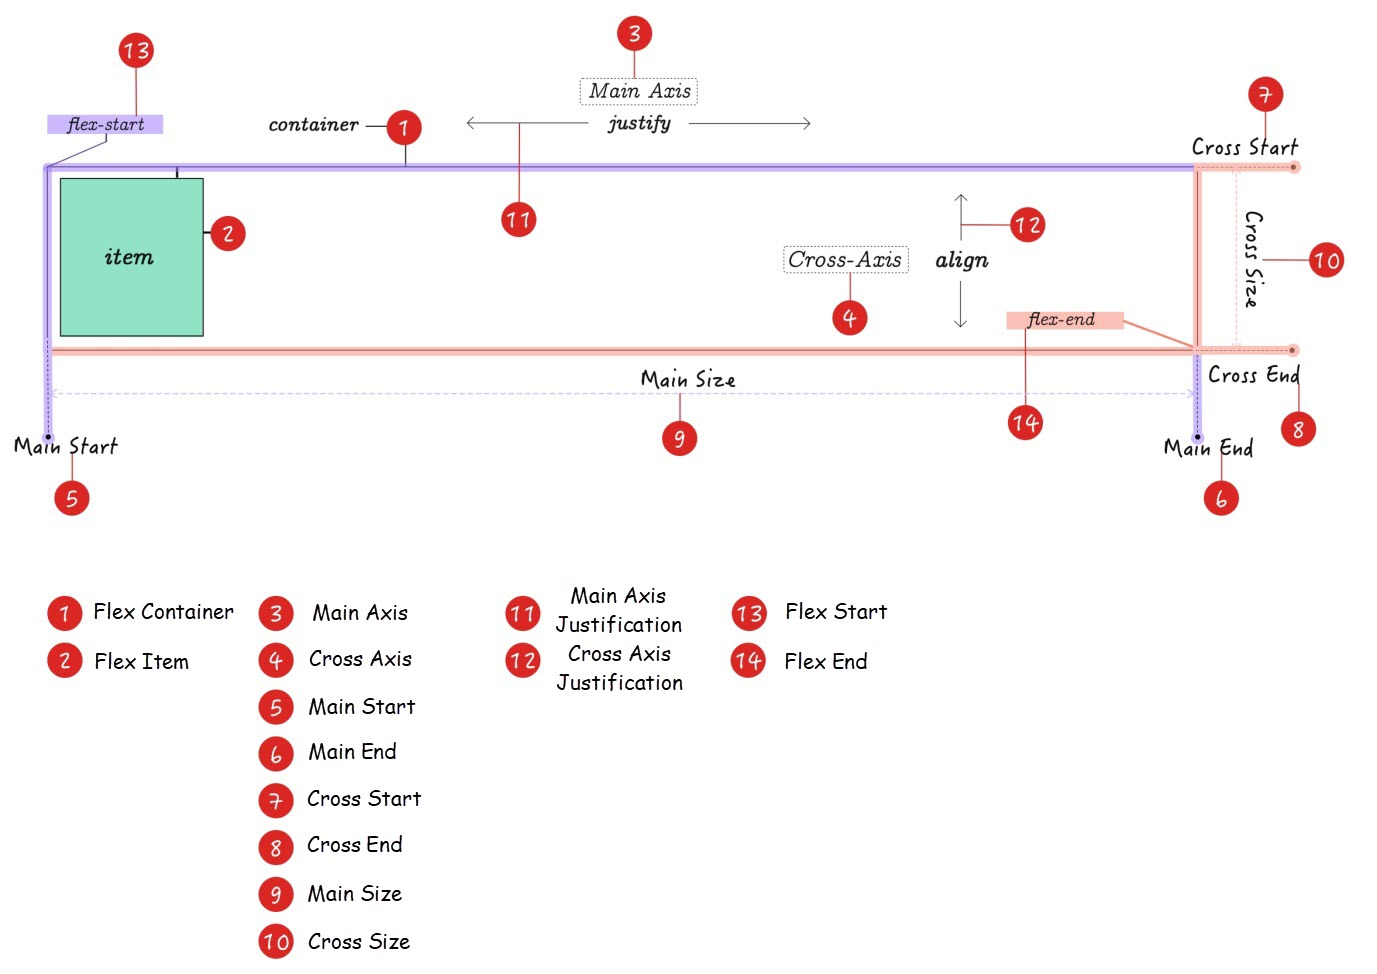 3
13
Main Axis
7
flex-start
container
1
justify
Cross Start
11
12
2
item
Cross-Axis
align
Cross Size
10
4
flex-end
Main Size
Cross End
14
8
9
Main Start
Main End
5
6
1 Flex Container
2 Flex Item
3 Main Axis
4 Cross Axis
5 Main Start
6 Main End
7 Cross Start
8 Cross End
9 Main Size
10 Cross Size
11 Main Axis
Justification
12 Cross Axis
Justification
13 Flex Start
14 Flex End